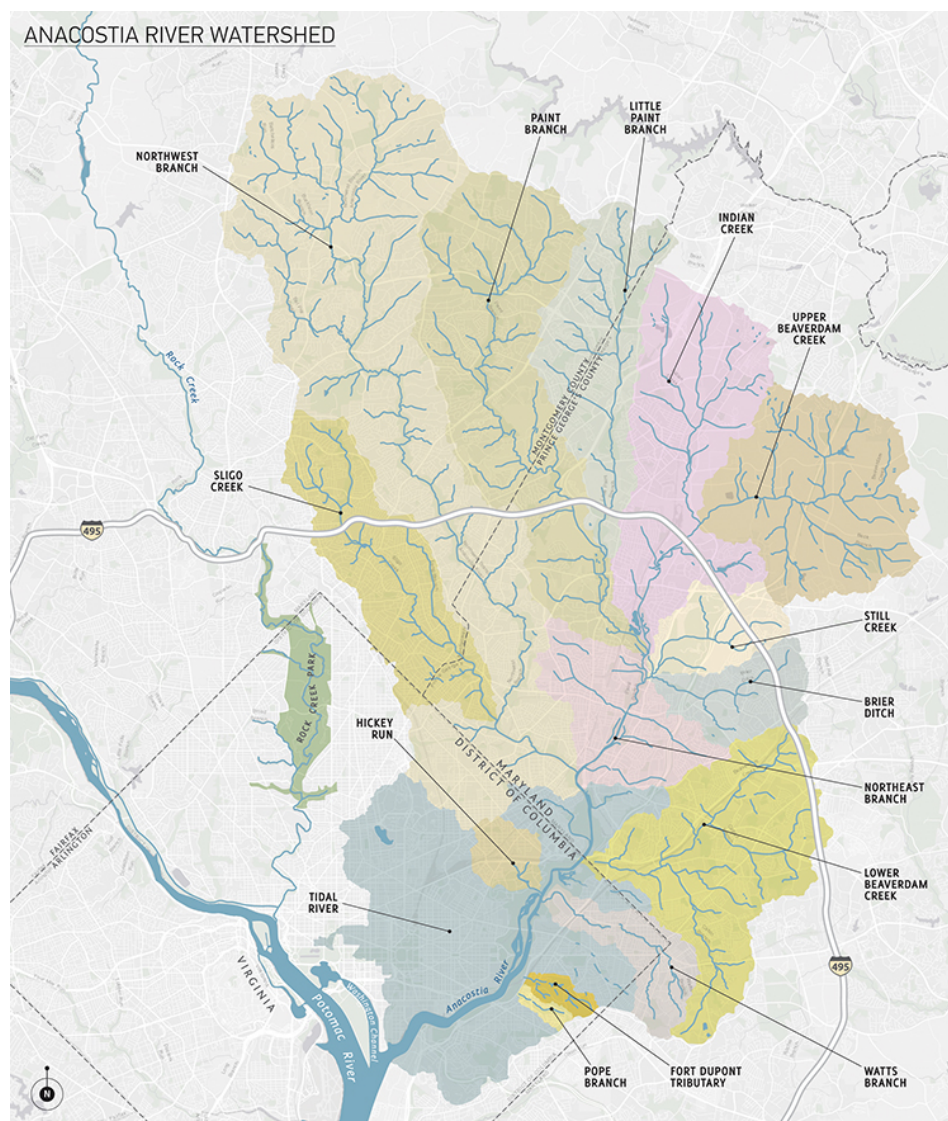 ANACOSTIA RIVER WATERSHED
LITTLE
PAINT
BRANCH
PAINT
BRANCH
NORTHWEST
BRANCH
INDIAN
CREEK
UPPER
BEAVERDAM
CREEK
Rock Creek
MONTGOMERY COUNTY
PRINCE GEORGE'S COUNTY
SLIGO
CREEK
495
STILL
CREEK
ROCK CREEK PARK
BRIER
DITCH
HICKEY
RUN
MARYLAND
DISTRICT OF COLUMBIA
NORTHEAST
BRANCH
FAIRFAX
ARLINGTON
LOWER
BEAVERDAM
CREEK
TIDAL
RIVER
495
VIRGINIA
Anacostia River
Washington Channel
Potomac River
POPE
BRANCH
FORT DUPONT
TRIBUTARY
WATTS
BRANCH
N